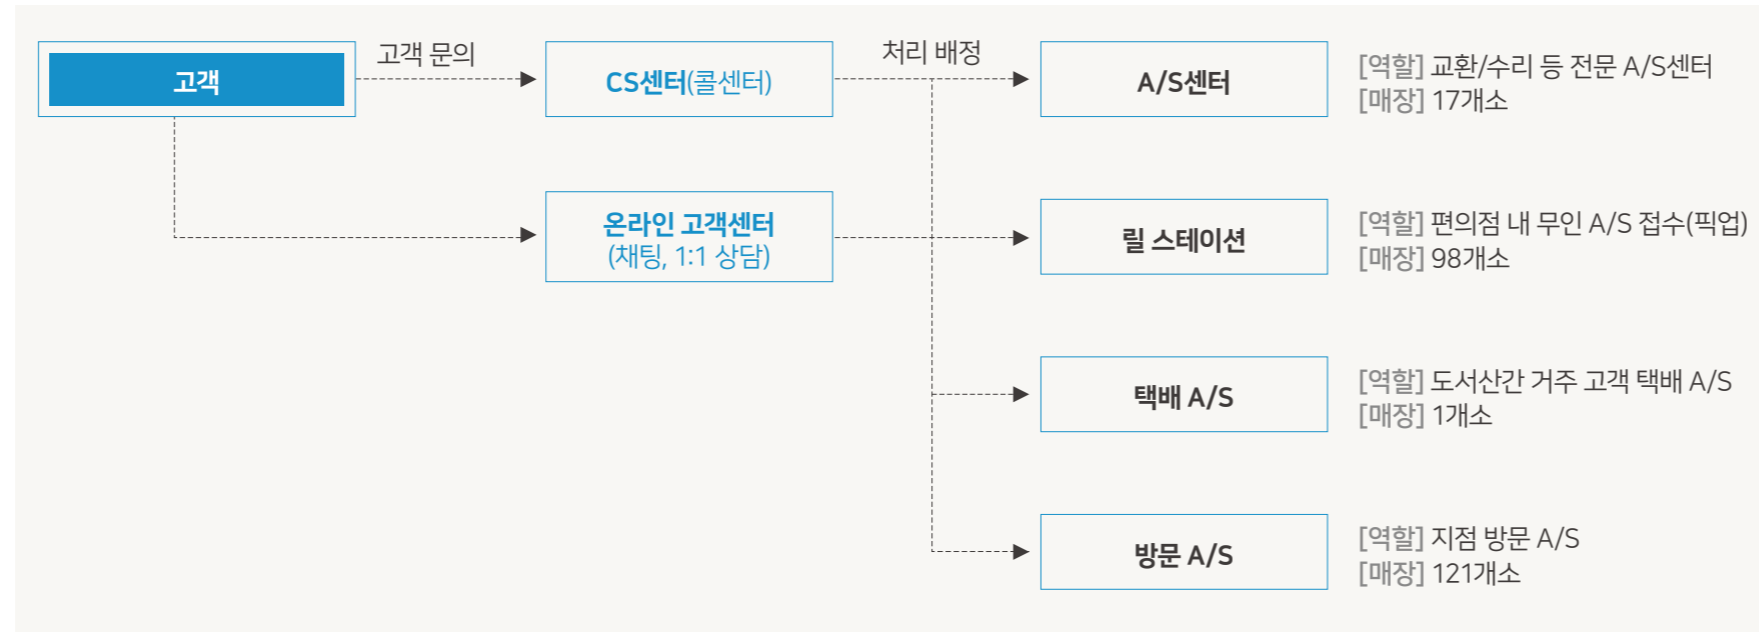 고객
고객 문의
CS센터(콜센터)
처리 배정
A/S센터
[역할] 교환/수리 등 전문 A/S센터
[매장] 17개소
온라인 고객센터
(채팅, 1:1 상담)
릴 스테이션
[역할] 편의점 내 무인 A/S 접수(픽업)
[매장] 98개소
택배 A/S
[역할] 도서산간 거주 고객 택배 A/S
[매장] 1개소
방문 A/S
[역할] 지점 방문 A/S
[매장] 121개소